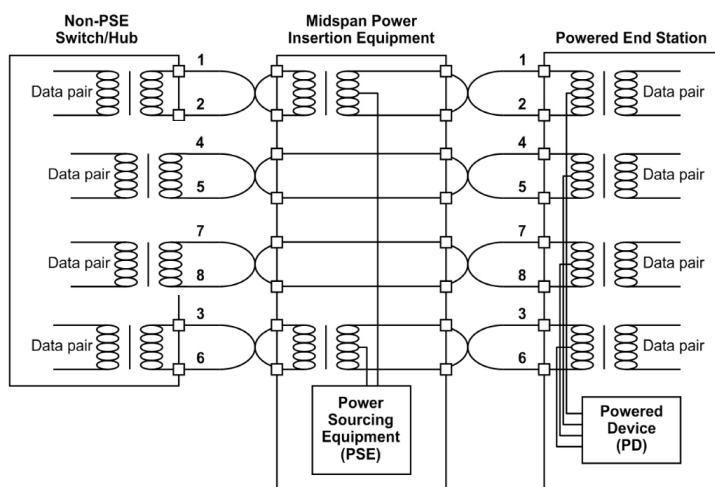 Non-PSE
Switch/Hub
Midspan Power
Insertion Equipment
Powered End Station
1
1
Data pair
Data pair
2
2
4
4
Data pair
Data pair
5
5
7
7
Data pair
Data pair
8
8
3
3
Data pair
Data pair
6
6
Power
Sourcing
Equipment
(PSE)
Powered
Device
(PD)